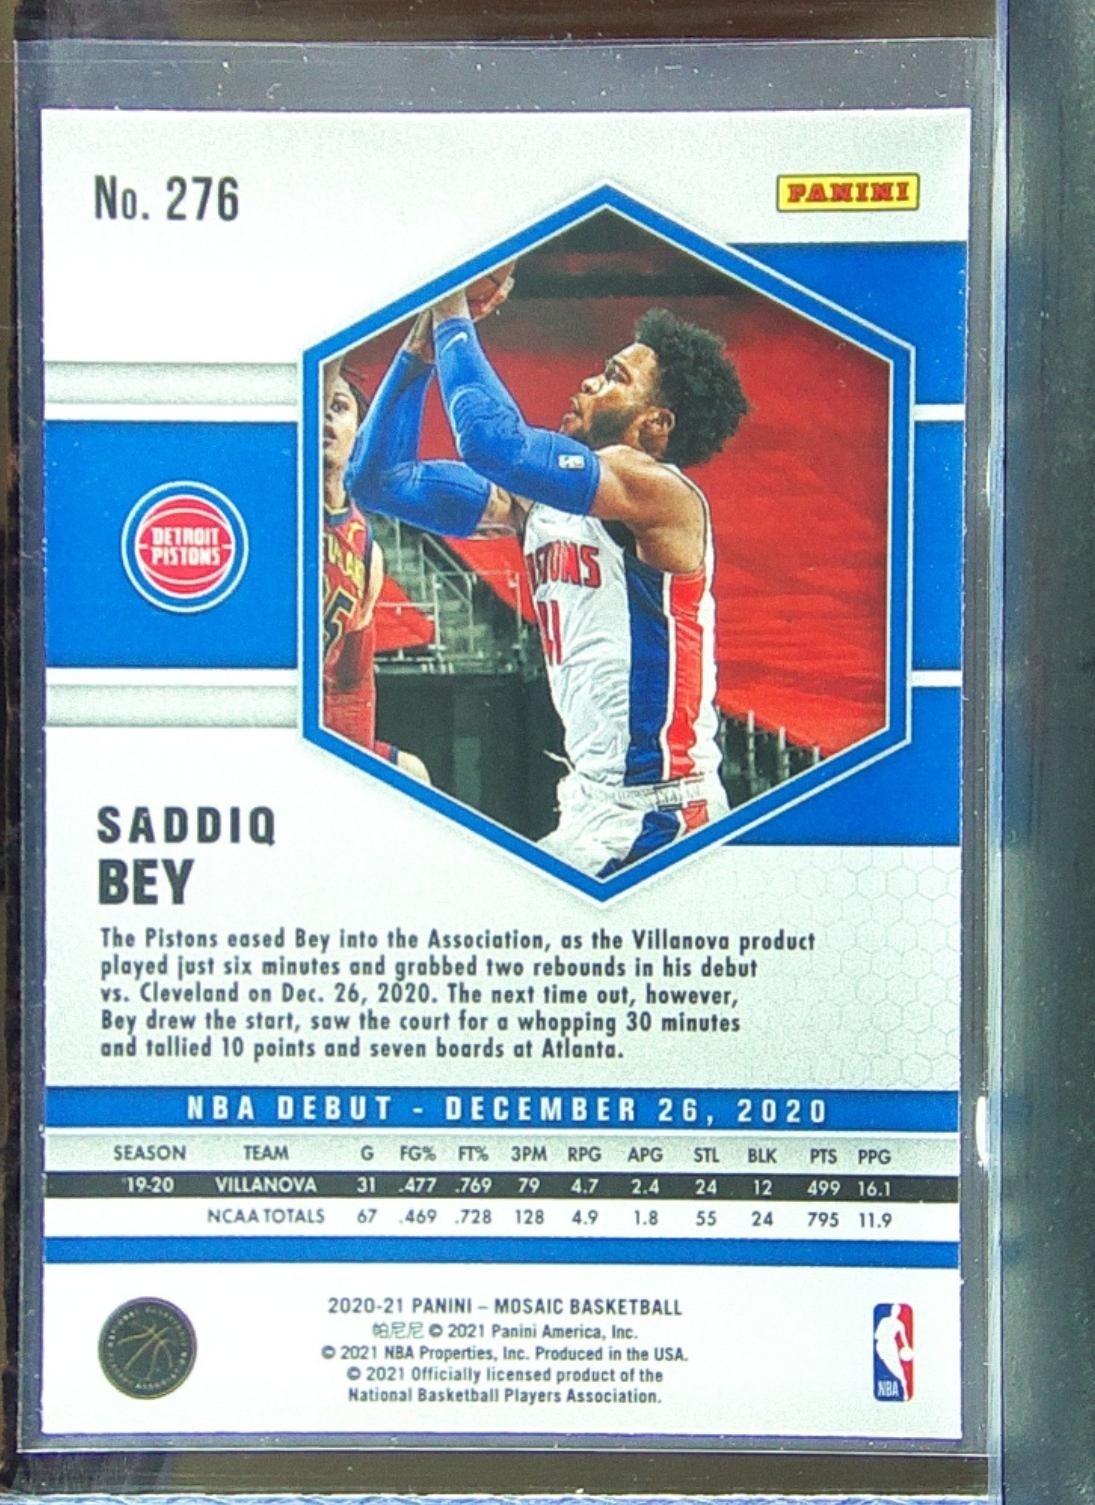 No. 276
PANINI
DETROIT
PISTONS
SADDIQ
BEY
The Pistons eased Bey into the Association, as the Villanova product
played just six minutes and grabbed two rebounds in his debut
vs. Cleveland on Dec. 26, 2020. The next time out, however,
Bey drew the start, saw the court for a whopping 30 minutes
and tallied 10 points and seven boards at Atlanta.
NBA DEBUT - DECEMBER 26, 2020
SEASON TEAM G FG% FT% 3PM RPG APG STL BLK PTS PPG
'19-20 VILLANOVA 31 .477 .769 79 4.7 2.4 24 12 499 16.1
NCAA TOTALS 67 .469 .728 128 4.9 1.8 55 24 795 11.9
2020-21 PANINI – MOSAIC BASKETBALL
帕尼尼 © 2021 Panini America, Inc.
© 2021 NBA Properties, Inc. Produced in the USA.
© 2021 Officially licensed product of the
National Basketball Players Association.
NBA